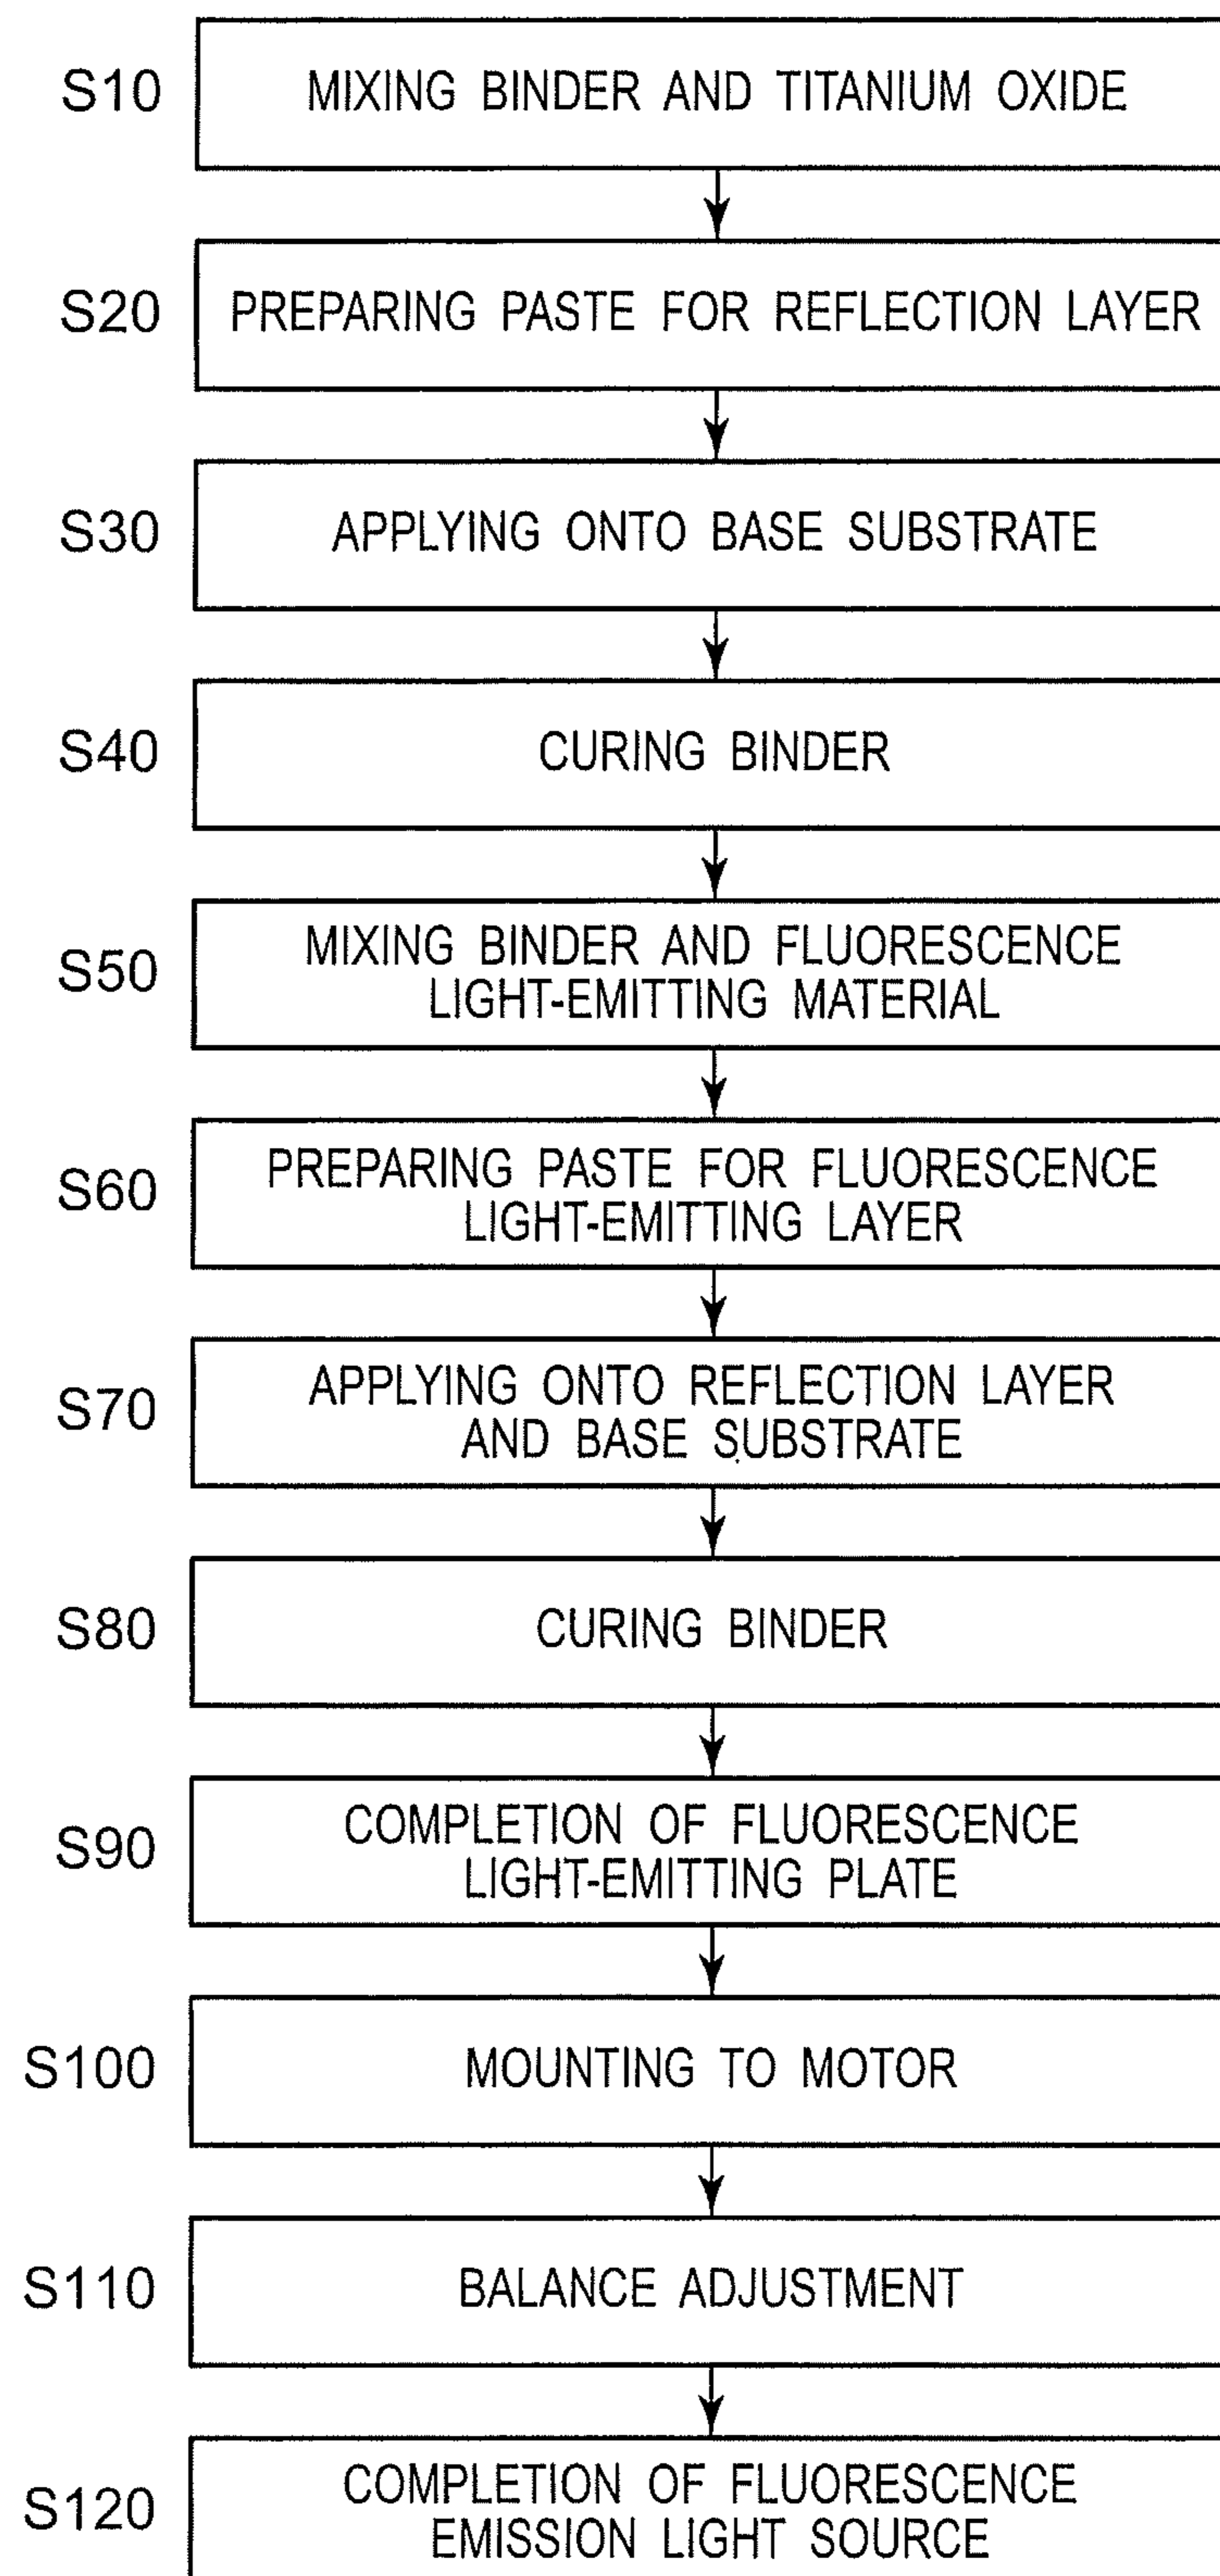 S10 MIXING BINDER AND TITANIUM OXIDE
S20 PREPARING PASTE FOR REFLECTION LAYER
S30 APPLYING ONTO BASE SUBSTRATE
S40 CURING BINDER
S50 MIXING BINDER AND FLUORESCENCE
LIGHT-EMITTING MATERIAL
S60 PREPARING PASTE FOR FLUORESCENCE
LIGHT-EMITTING LAYER
S70 APPLYING ONTO REFLECTION LAYER
AND BASE SUBSTRATE
S80 CURING BINDER
S90 COMPLETION OF FLUORESCENCE
LIGHT-EMITTING PLATE
S100 MOUNTING TO MOTOR
S110 BALANCE ADJUSTMENT
S120 COMPLETION OF FLUORESCENCE
EMISSION LIGHT SOURCE